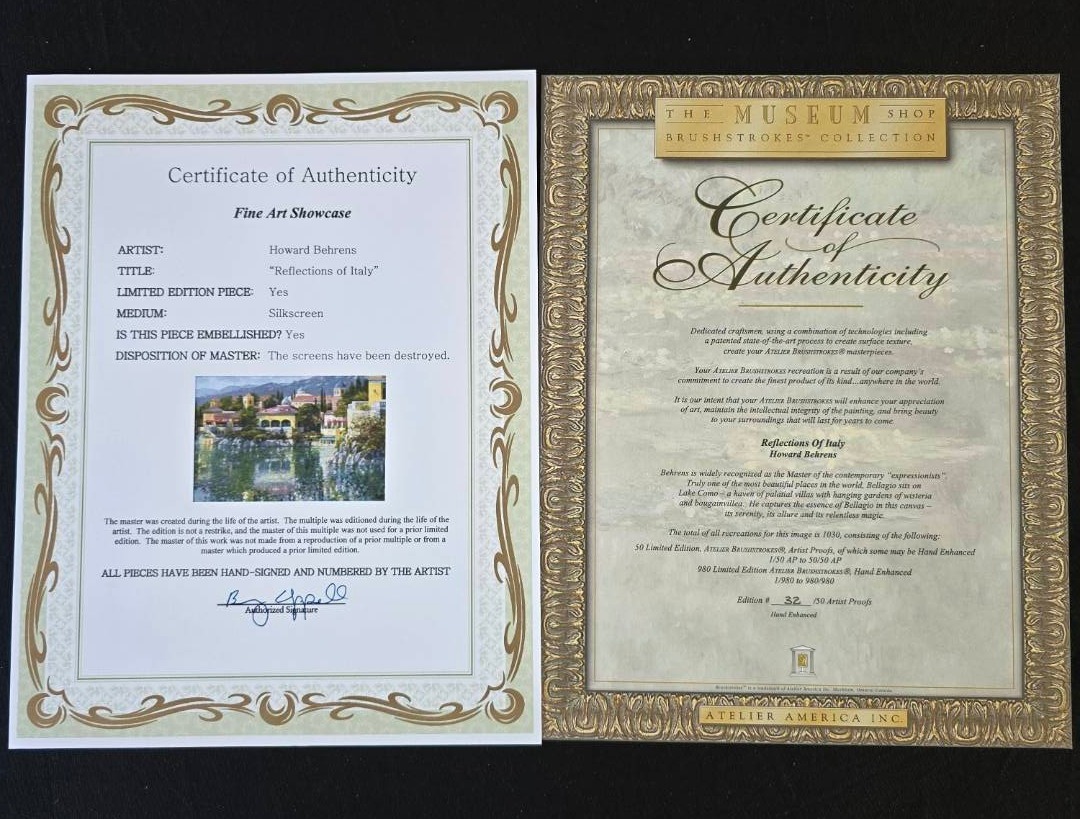 Certificate of Authenticity
Fine Art Showcase
ARTIST: Howard Behrens
TITLE: "Reflections of Italy"
LIMITED EDITION PIECE: Yes
MEDIUM: Silkscreen
IS THIS PIECE EMBELLISHED? Yes
DISPOSITION OF MASTER: The screens have been destroyed.
The master was created during the life of the artist. The multiple was editioned during the life of the
artist. The edition is not a restrike, and the master of this multiple was not used for a prior limited
edition. The master of this work was not made from a reproduction of a prior multiple or from a
master which produced a prior limited edition.
ALL PIECES HAVE BEEN HAND-SIGNED AND NUMBERED BY THE ARTIST
Authorized Signature
THE MUSEUM SHOP
BRUSHSTROKES™ COLLECTION
Certificate
of
Authenticity
Dedicated craftsmen, using a combination of technologies including
a patented state-of-the-art process to create surface texture,
create your ATELIER BRUSHSTROKES® masterpieces.
Your ATELIER BRUSHSTROKES recreation is a result of our company's
commitment to create the finest product of its kind...anywhere in the world.
It is our intent that your ATELIER BRUSHSTROKES will enhance your appreciation
of art, maintain the intellectual integrity of the painting, and bring beauty
to your surroundings that will last for years to come.
Reflections Of Italy
Howard Behrens
Behrens is widely recognized as the Master of the contemporary "expressionists"
Truly one of the most beautiful places in the world, Bellagio sits on
Lake Como – a haven of palatial villas with hanging gardens of wisteria
and bougainvillea. He captures the essence of Bellagio in this canvas –
its serenity, its allure and its relentless magic.
The total of all recreations for this image is 1030, consisting of the following:
50 Limited Edition, ATELIER BRUSHSTROKES®, Artist Proofs, of which some may be Hand Enhanced
1/50 AP to 50/50 AP
980 Limited Edition ATELIER BRUSHSTROKES®, Hand Enhanced
1/980 to 980/980
Edition # 32 /50 Artist Proofs
Hand Enhanced
Brushstrokes™ is a trademark of Atelier America Inc. Markham, Ontario Canada
ATELIER AMERICA INC.